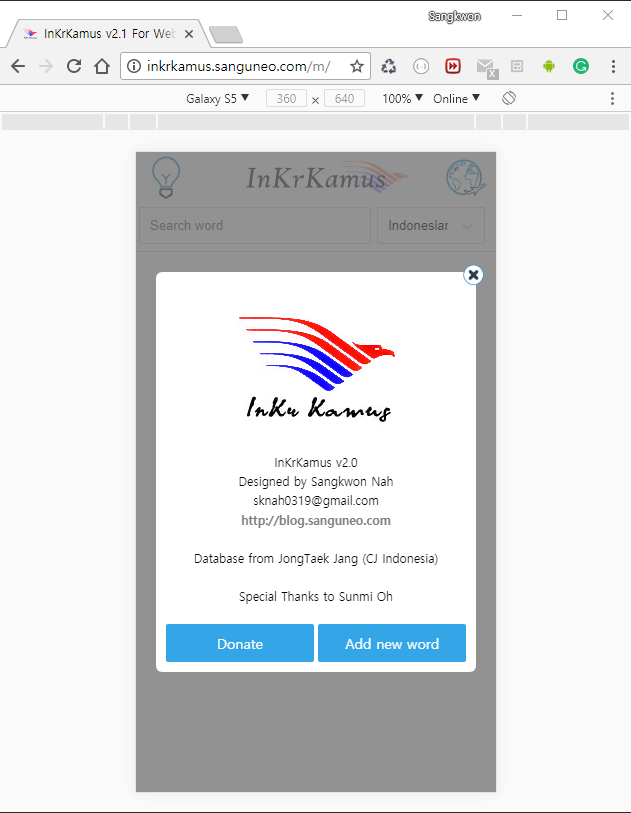 Sangkwon
InKrKamus v2.1 For Web
inkrkamus.sanguneo.com/m/
Galaxy S5 ▼ 360 × 640 100% ▼ Online ▼
InKrKamus
Search word Indonesian
InKr Kamus
InKrKamus v2.0
Designed by Sangkwon Nah
sknah0319@gmail.com
http://blog.sanguneo.com
Database from JongTaek Jang (CJ Indonesia)
Special Thanks to Sunmi Oh
Donate Add new word